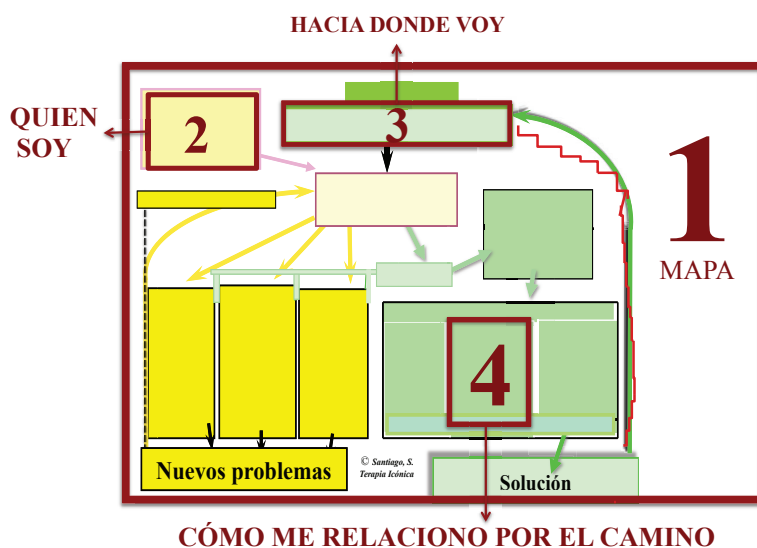 HACIA DONDE VOY
QUIEN
SOY
2
3
1
MAPA
4
Nuevos problemas
© Santiago, S.
Terapia Icónica
Solución
CÓMO ME RELACIONO POR EL CAMINO